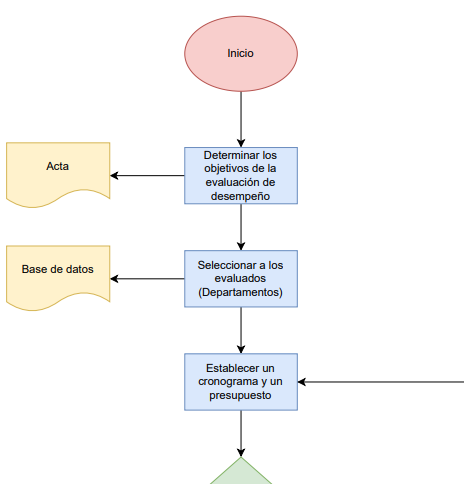 Inicio
Acta
Determinar los
objetivos de la
evaluación de
desempeño
Base de datos
Seleccionar a los
evaluados
(Departamentos)
Establecer un
cronograma y un
presupuesto